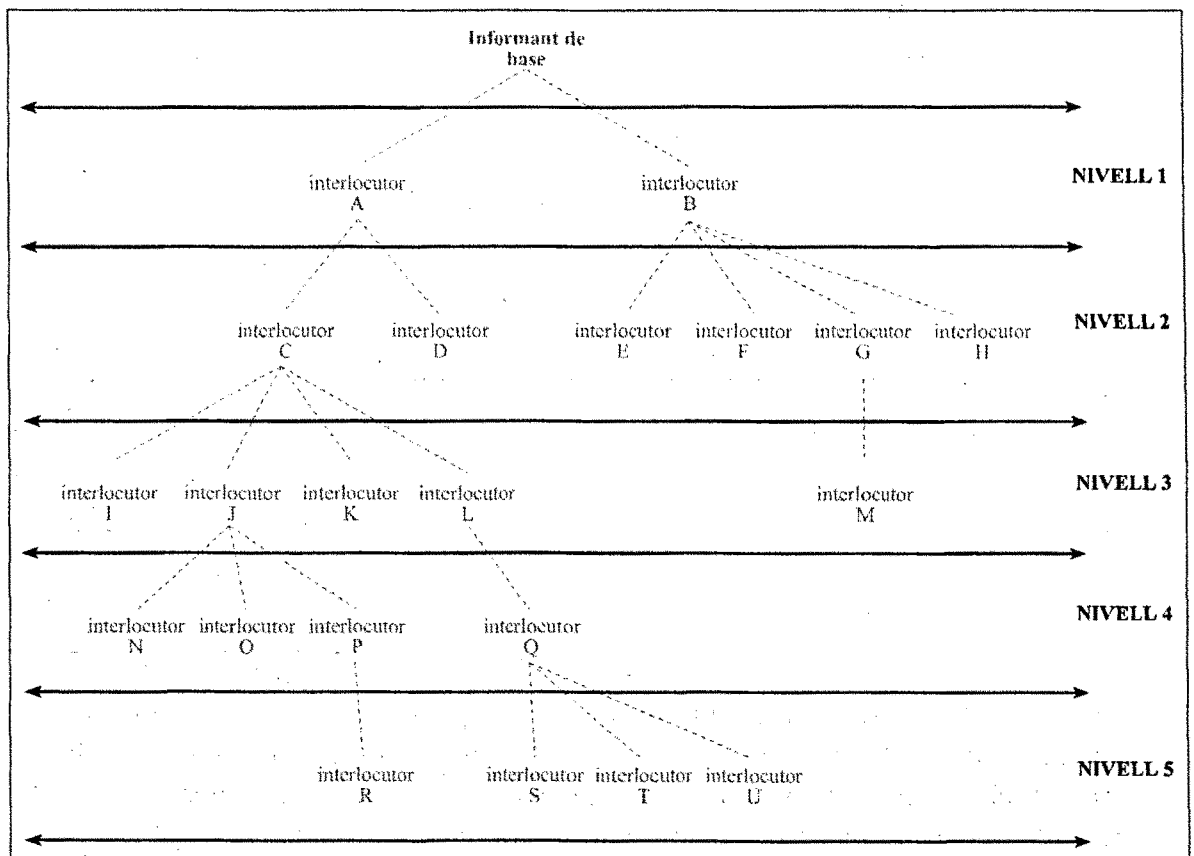 Informant de
base
interlocutor
A
interlocutor
B
NIVELL 1
interlocutor
C
interlocutor
D
interlocutor
E
interlocutor
F
interlocutor
G
interlocutor
H
NIVELL 2
interlocutor
I
interlocutor
J
interlocutor
K
interlocutor
L
interlocutor
M
NIVELL 3
interlocutor
N
interlocutor
O
interlocutor
P
interlocutor
Q
NIVELL 4
interlocutor
R
interlocutor
S
interlocutor
T
interlocutor
U
NIVELL 5